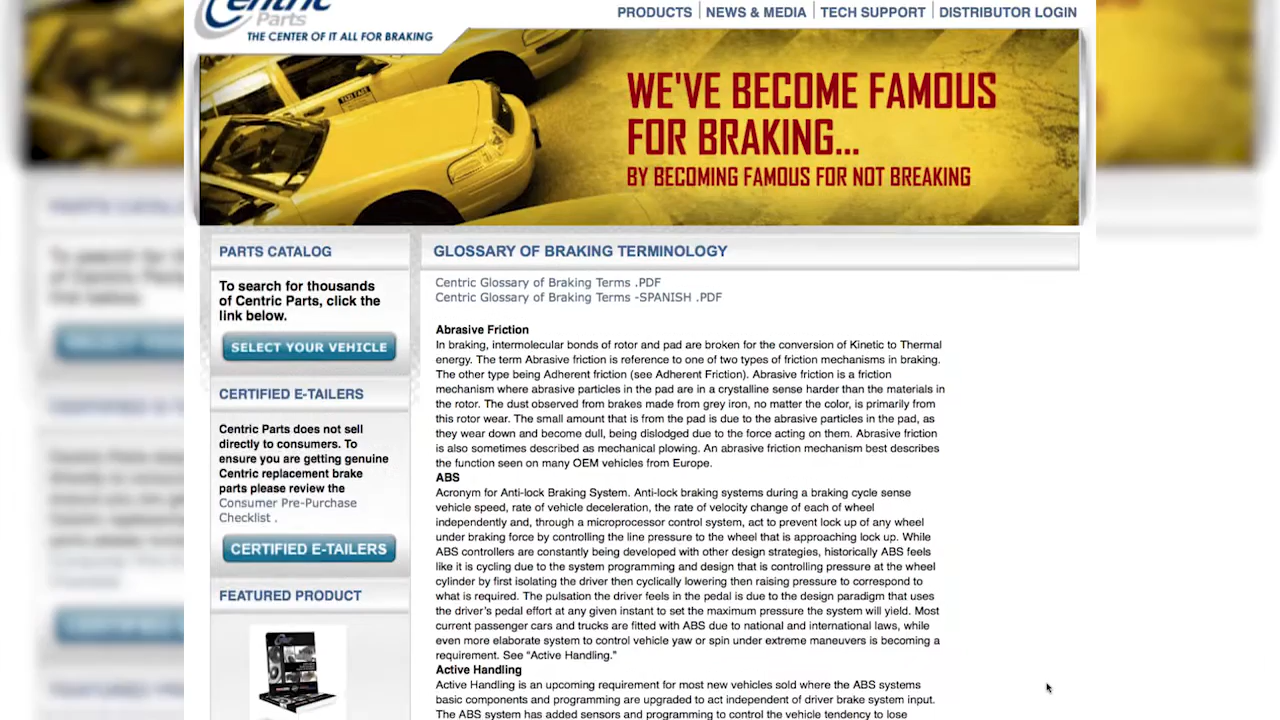 Centric
Parts
THE CENTER OF IT ALL FOR BRAKING
PRODUCTS NEWS & MEDIA TECH SUPPORT DISTRIBUTOR LOGIN
WE'VE BECOME FAMOUS
FOR BRAKING...
BY BECOMING FAMOUS FOR NOT BREAKING
PARTS CATALOG
To search for thousands
of Centric Parts, click the
link below.
SELECT YOUR VEHICLE
CERTIFIED E-TAILERS
Centric Parts does not sell
directly to consumers. To
ensure you are getting genuine
Centric replacement brake
parts please review the
Consumer Pre-Purchase
Checklist .
CERTIFIED E-TAILERS
FEATURED PRODUCT
Centric
GLOSSARY OF BRAKING TERMINOLOGY
Centric Glossary of Braking Terms .PDF
Centric Glossary of Braking Terms -SPANISH .PDF
Abrasive Friction
In braking, intermolecular bonds of rotor and pad are broken for the conversion of Kinetic to Thermal
energy. The term Abrasive friction is reference to one of two types of friction mechanisms in braking.
The other type being Adherent friction (see Adherent Friction). Abrasive friction is a friction
mechanism where abrasive particles in the pad are in a crystalline sense harder than the materials in
the rotor. The dust observed from brakes made from grey iron, no matter the color, is primarily from
this rotor wear. The small amount that is from the pad is due to the abrasive particles in the pad, as
they wear down and become dull, being dislodged due to the force acting on them. Abrasive friction
is also sometimes described as mechanical plowing. An abrasive friction mechanism best describes
the function seen on many OEM vehicles from Europe.
ABS
Acronym for Anti-lock Braking System. Anti-lock braking systems during a braking cycle sense
vehicle speed, rate of vehicle deceleration, the rate of velocity change of each of wheel
independently and, through a microprocessor control system, act to prevent lock up of any wheel
under braking force by controlling the line pressure to the wheel that is approaching lock up. While
ABS controllers are constantly being developed with other design strategies, historically ABS feels
like it is cycling due to the system programming and design that is controlling pressure at the wheel
cylinder by first isolating the driver then cyclically lowering then raising pressure to correspond to
what is required. The pulsation the driver feels in the pedal is due to the design paradigm that uses
the driver's pedal effort at any given instant to set the maximum pressure the system will yield. Most
current passenger cars and trucks are fitted with ABS due to national and international laws, while
even more elaborate system to control vehicle yaw or spin under extreme maneuvers is becoming a
requirement. See “Active Handling.”
Active Handling
Active Handling is an upcoming requirement for most new vehicles sold where the ABS systems
basic components and programming are upgraded to act independent of driver brake system input.
The ABS system has added sensors and programming to control the vehicle tendency to lose